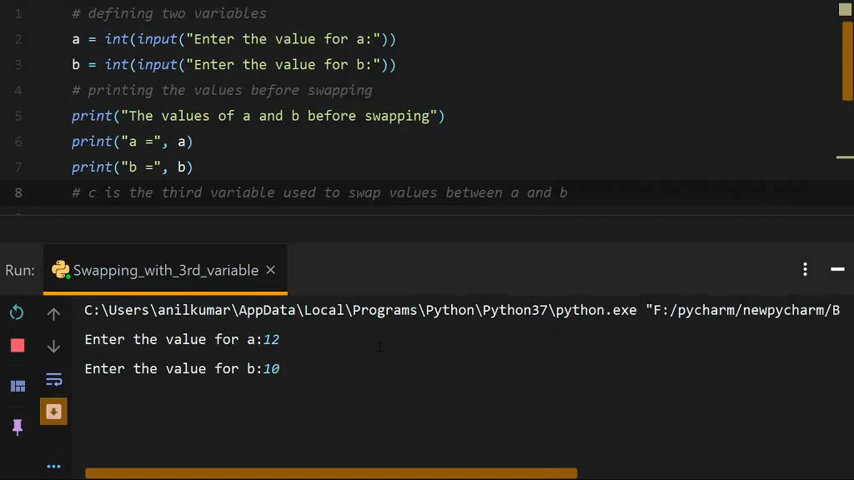 1 # defining two variables
2 a = int(input("Enter the value for a:"))
3 b = int(input("Enter the value for b:"))
4 # printing the values before swapping
5 print("The values of a and b before swapping")
6 print("a =", a)
7 print("b =", b)
8 # c is the third variable used to swap values between a and b
Run: Swapping_with_3rd_variable ×
C:\Users\anilkumar\AppData\Local\Programs\Python\Python37\python.exe "F:/pycharm/newpycharm/B
Enter the value for a:12
Enter the value for b:10